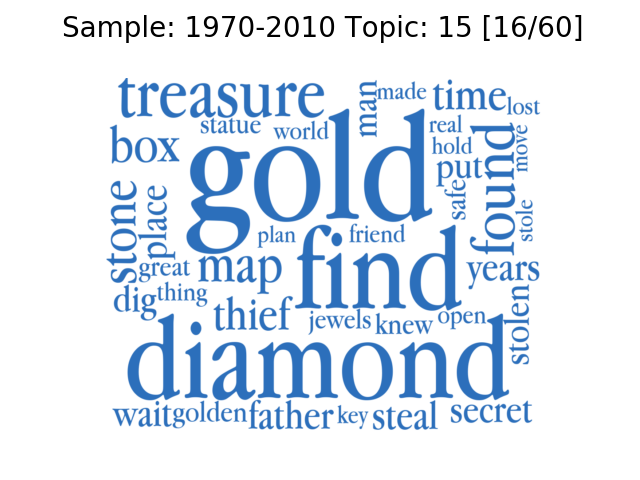 Sample: 1970-2010 Topic: 15 [16/60]
treasure
man
made
time
lost
statue
world
real
box
gold
hold
found
move
put
stone
place
safe
stole
plan
friend
great
map
find
years
dig
thing
thief
jewels
knew
open
stolen
diamond
wait
golden
father
key
steal
secret